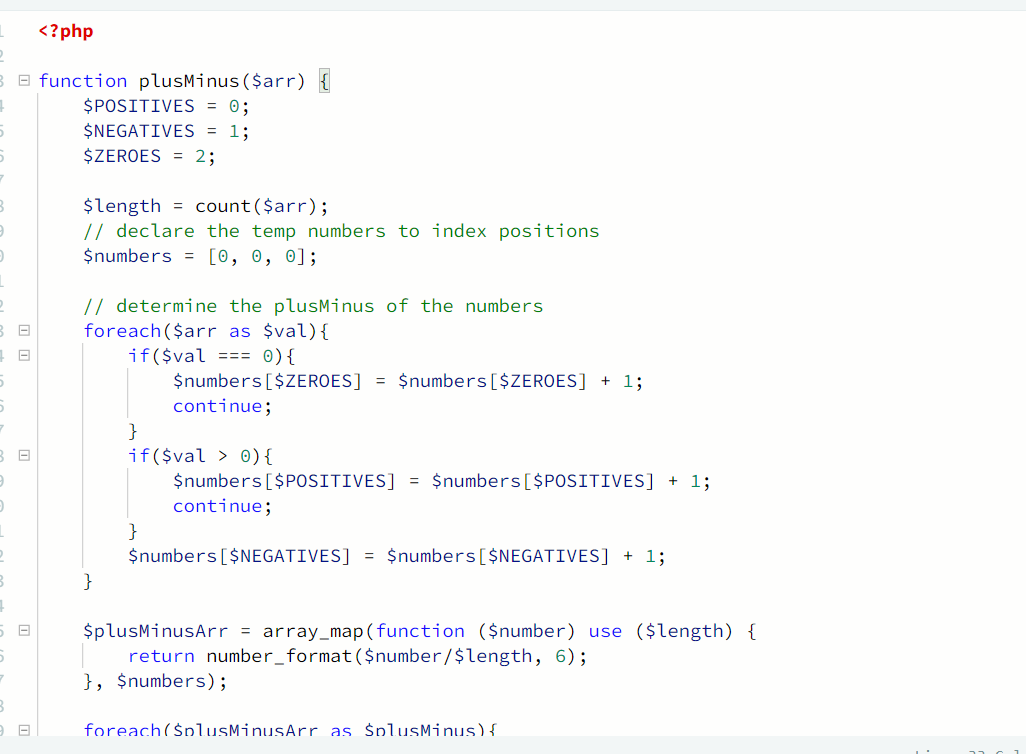 <?php
function plusMinus($arr) {
$POSITIVES = 0;
$NEGATIVES = 1;
$ZEROES = 2;
$length = count($arr);
// declare the temp numbers to index positions
$numbers = [0, 0, 0];
// determine the plusMinus of the numbers
foreach($arr as $val){
if($val === 0){
$numbers[$ZEROES] = $numbers[$ZEROES] + 1;
continue;
}
if($val > 0){
$numbers[$POSITIVES] = $numbers[$POSITIVES] + 1;
continue;
}
$numbers[$NEGATIVES] = $numbers[$NEGATIVES] + 1;
}
$plusMinusArr = array_map(function ($number) use ($length) {
return number_format($number/$length, 6);
}, $numbers);
foreach($plusMinusArr as $plusMinus){